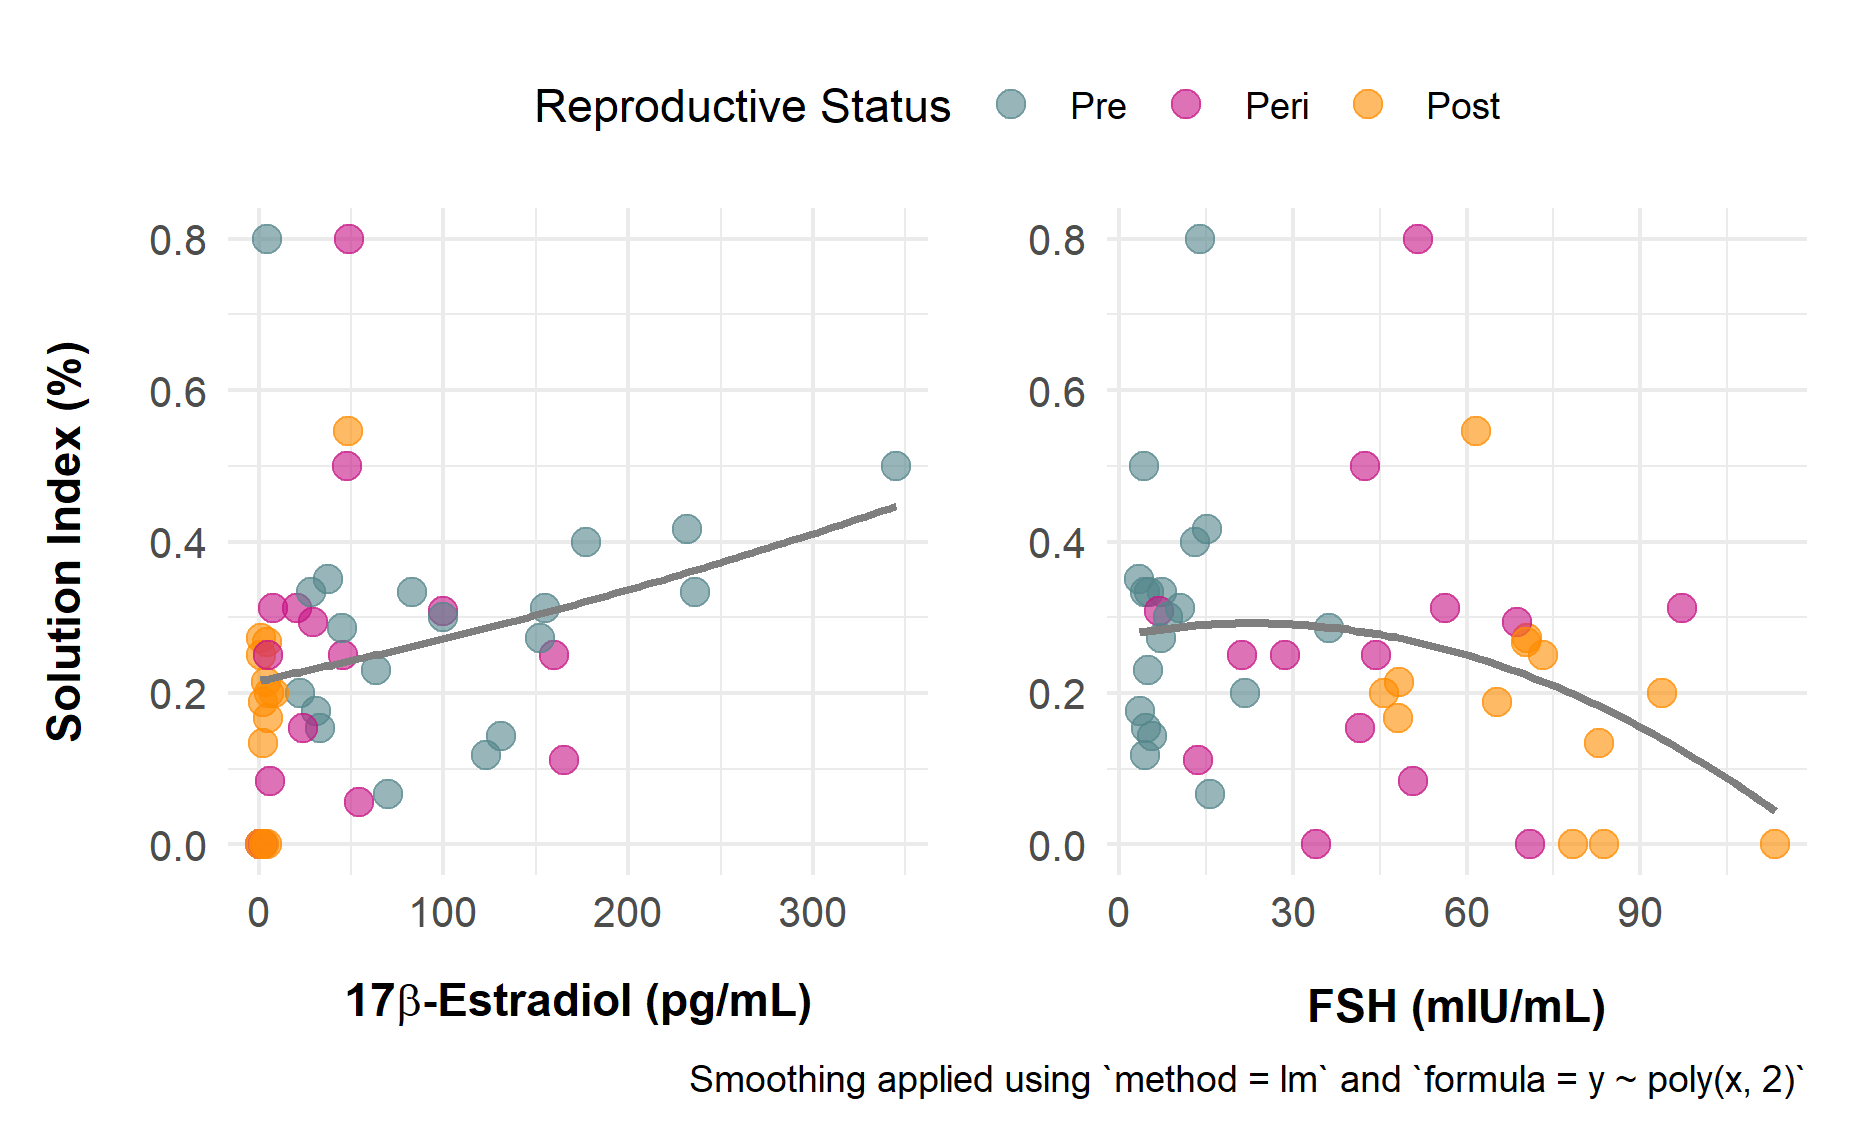 Reproductive Status Pre Peri Post
Solution Index (%)
0.8
0.6
0.4
0.2
0.0
0 100 200 300
17β-Estradiol (pg/mL)
0.8
0.6
0.4
0.2
0.0
0 30 60 90
FSH (mIU/mL)
Smoothing applied using `method = lm` and `formula = y ~ poly(x, 2)`